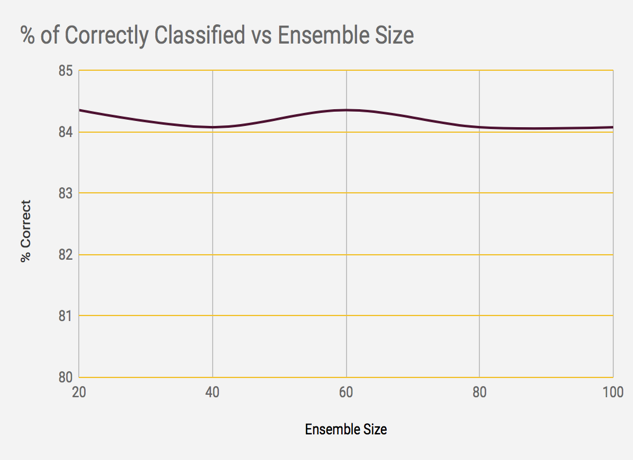 % of Correctly Classified vs Ensemble Size
85
84
83
82
81
80
% Correct
20 40 60 80 100
Ensemble Size